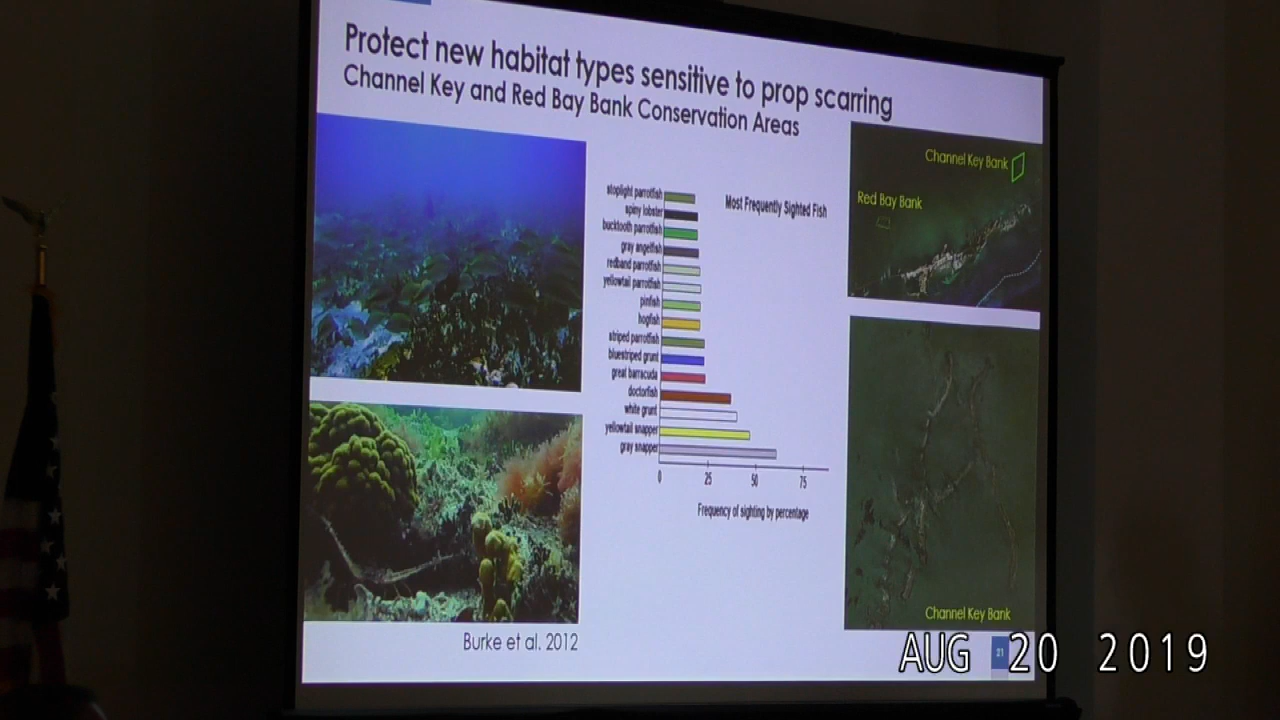 Protect new habitat types sensitive to prop scarring
Channel Key and Red Bay Bank Conservation Areas
Most Frequently Sighted Fish
stoplight parrotfish
spiny lobster
bucktooth parrotfish
gray angelfish
redband parrotfish
yellowtail parrotfish
pinfish
hogfish
striped parrotfish
bluestriped grunt
great barracuda
doctorfish
white grunt
yellowtail snapper
gray snapper
0 25 50 75
Frequency of sighting by percentage
Channel Key Bank
Red Bay Bank
Channel Key Bank
Burke et al. 2012
21
AUG 20 2019